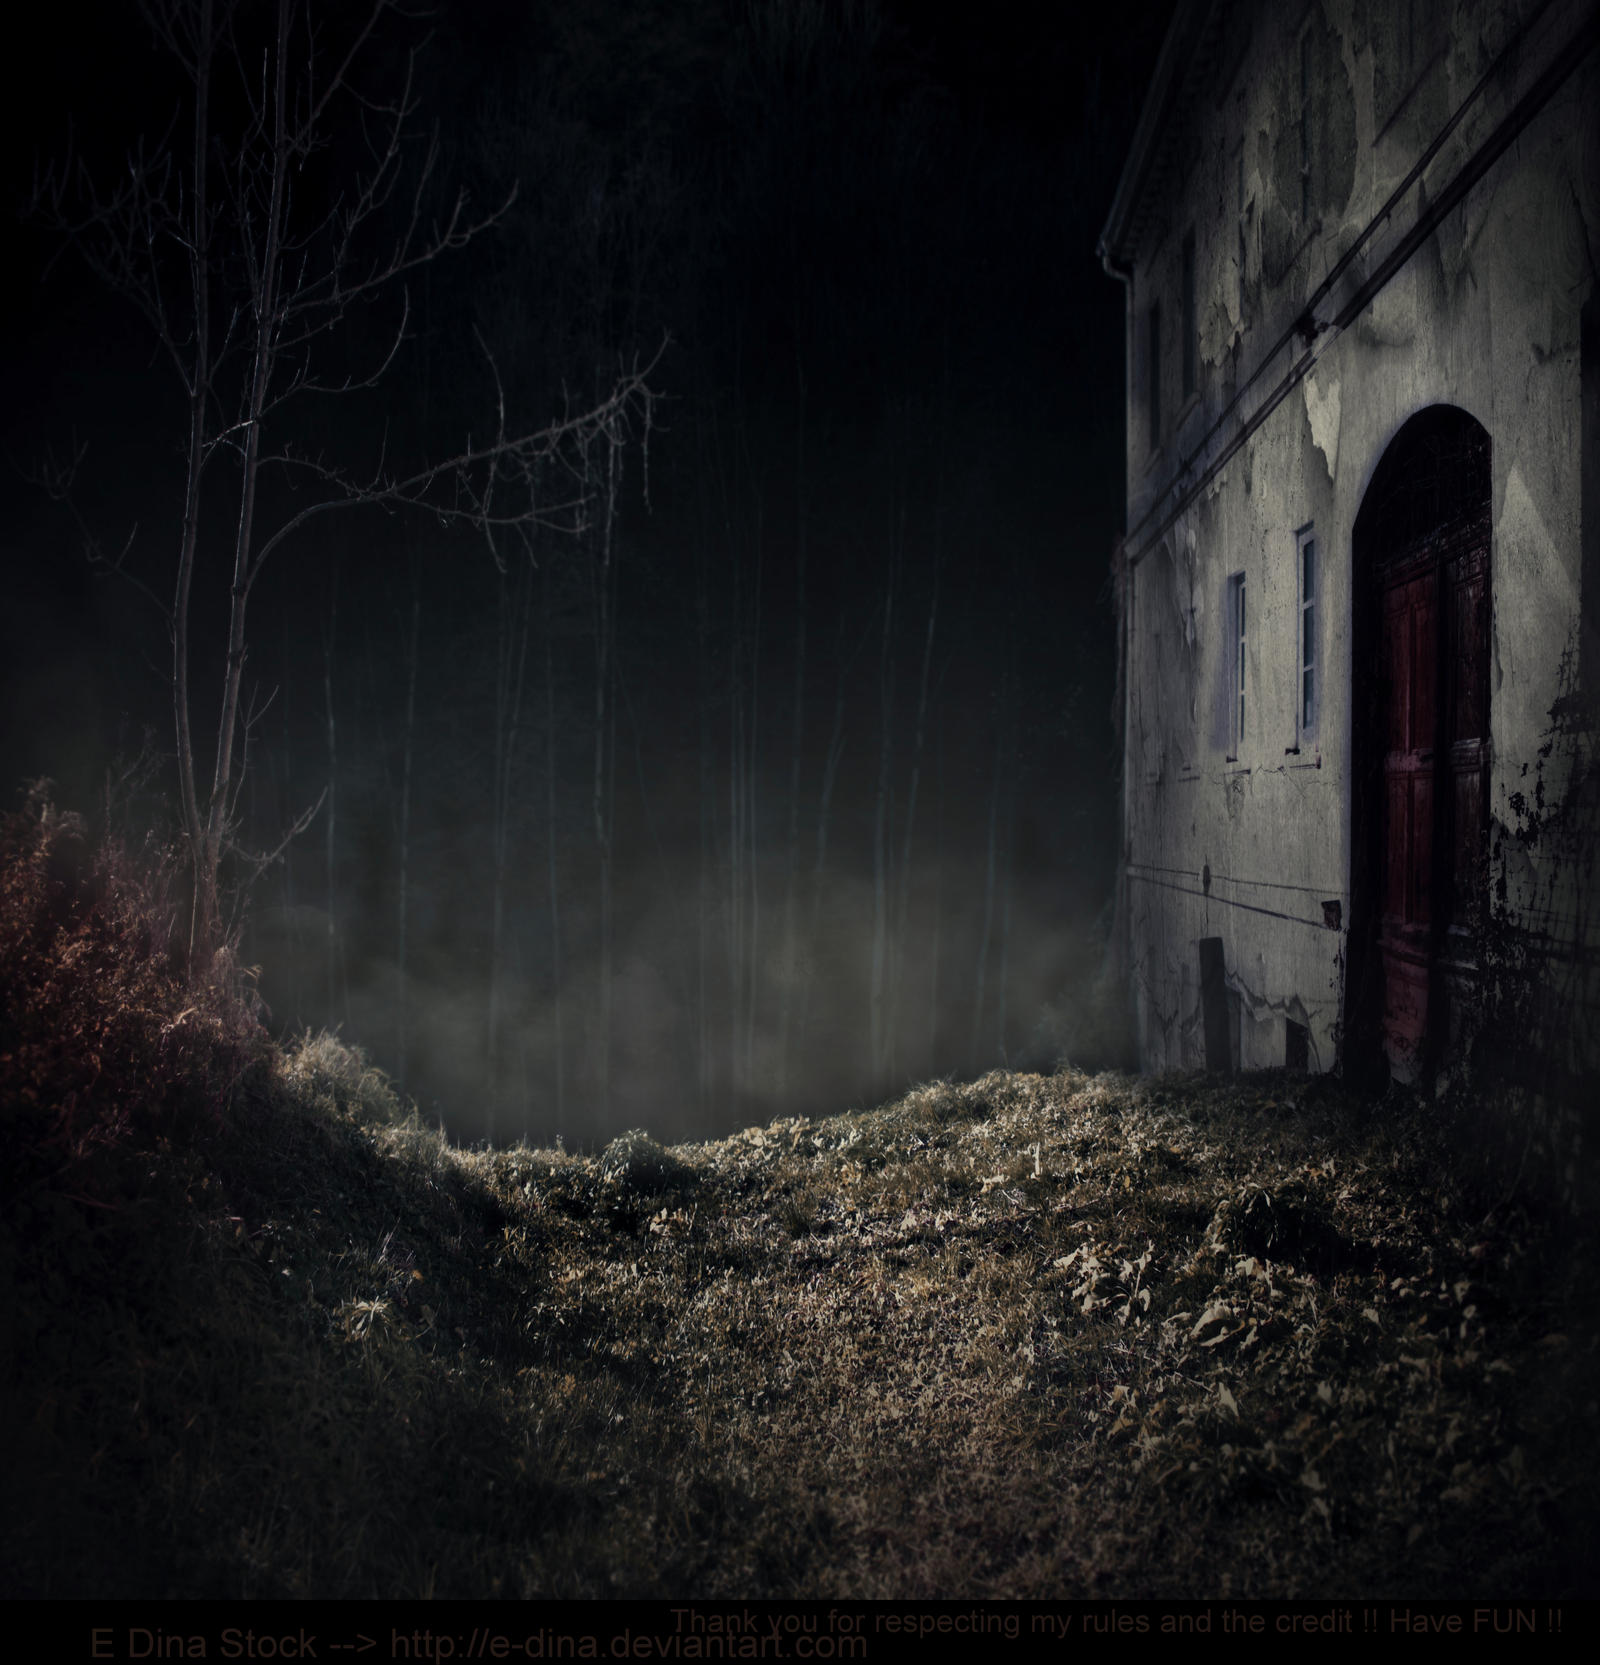 Thank you for respecting my rules and the credit !! Have FUN !!
E Dina Stock --> http://e-dina.deviantart.com